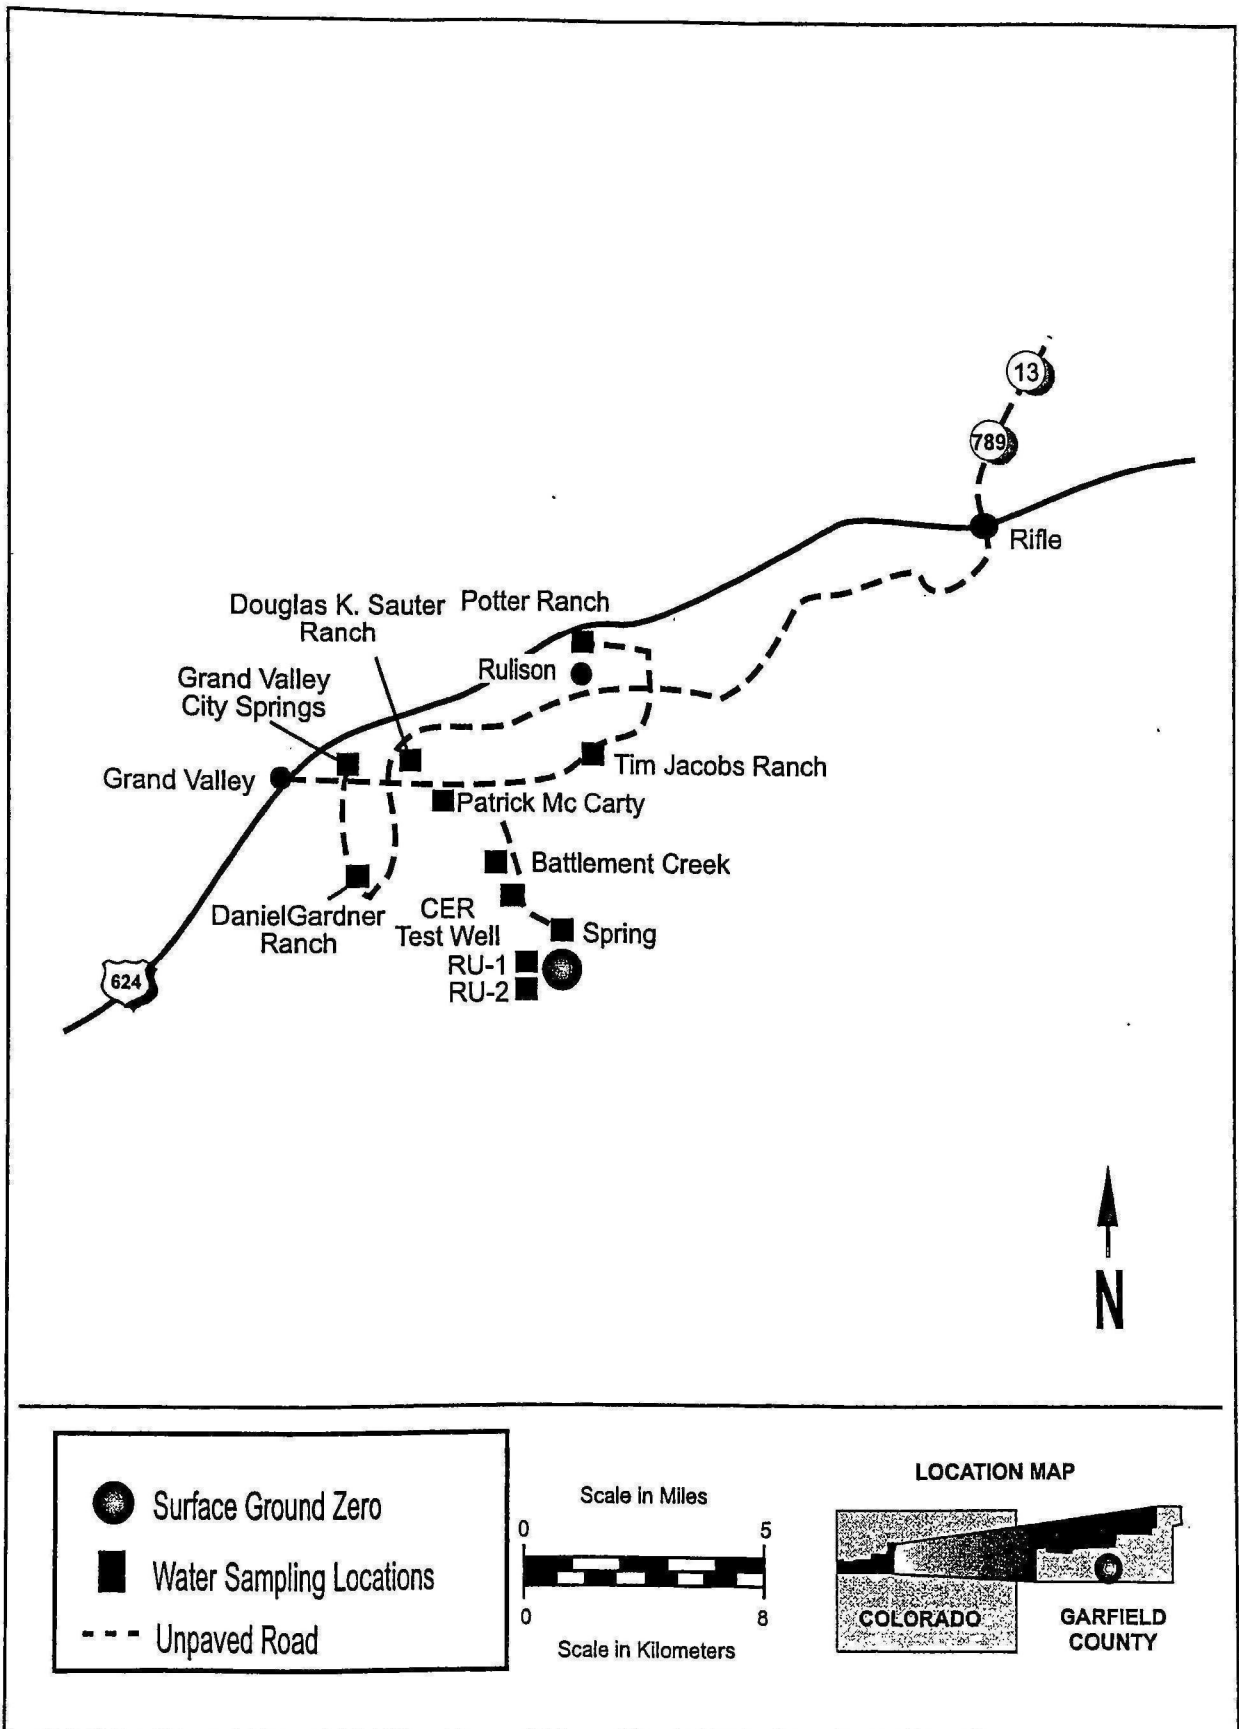 13
789
Rifle
Douglas K. Sauter
Ranch
Potter Ranch
Rulison
Grand Valley
City Springs
Grand Valley
Tim Jacobs Ranch
Patrick Mc Carty
Battlement Creek
DanielGardner
Ranch
CER
Test Well
Spring
RU-1
RU-2
624
N
Surface Ground Zero
Water Sampling Locations
Unpaved Road
Scale in Miles
0 5
0 8
Scale in Kilometers
LOCATION MAP
COLORADO
GARFIELD
COUNTY